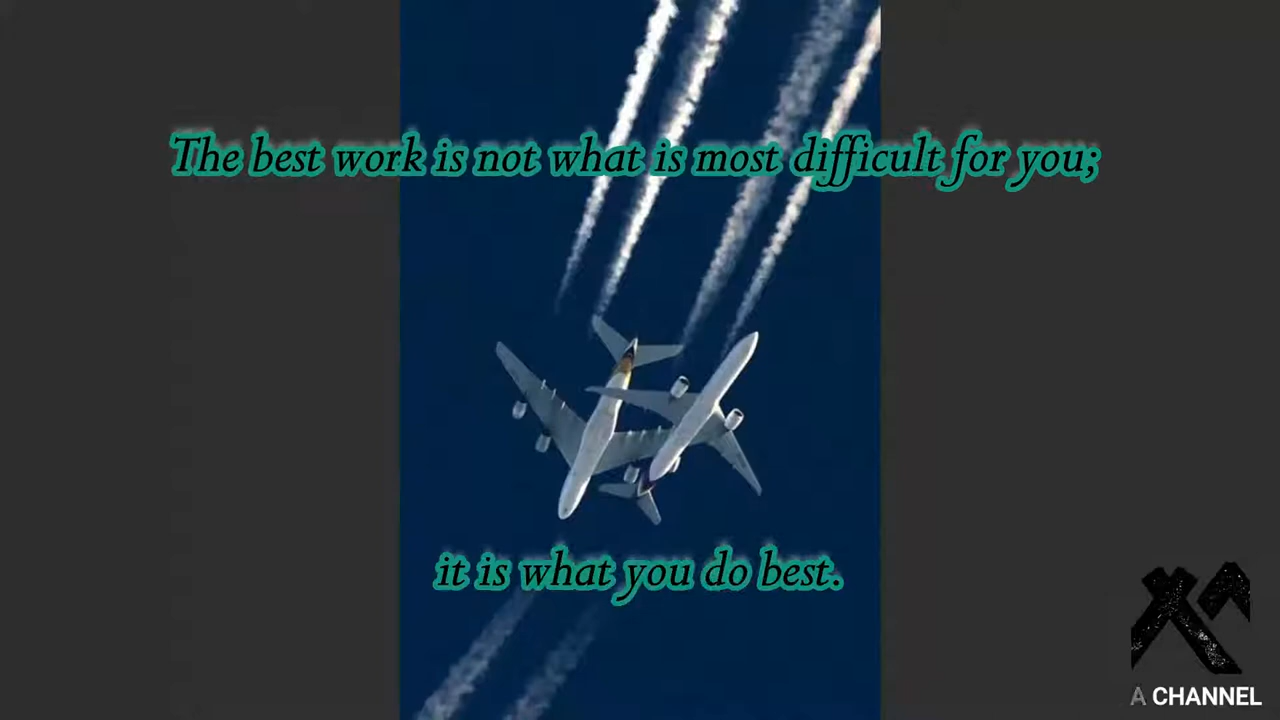 The best work is not what is most difficult for you;
it is what you do best.
A CHANNEL